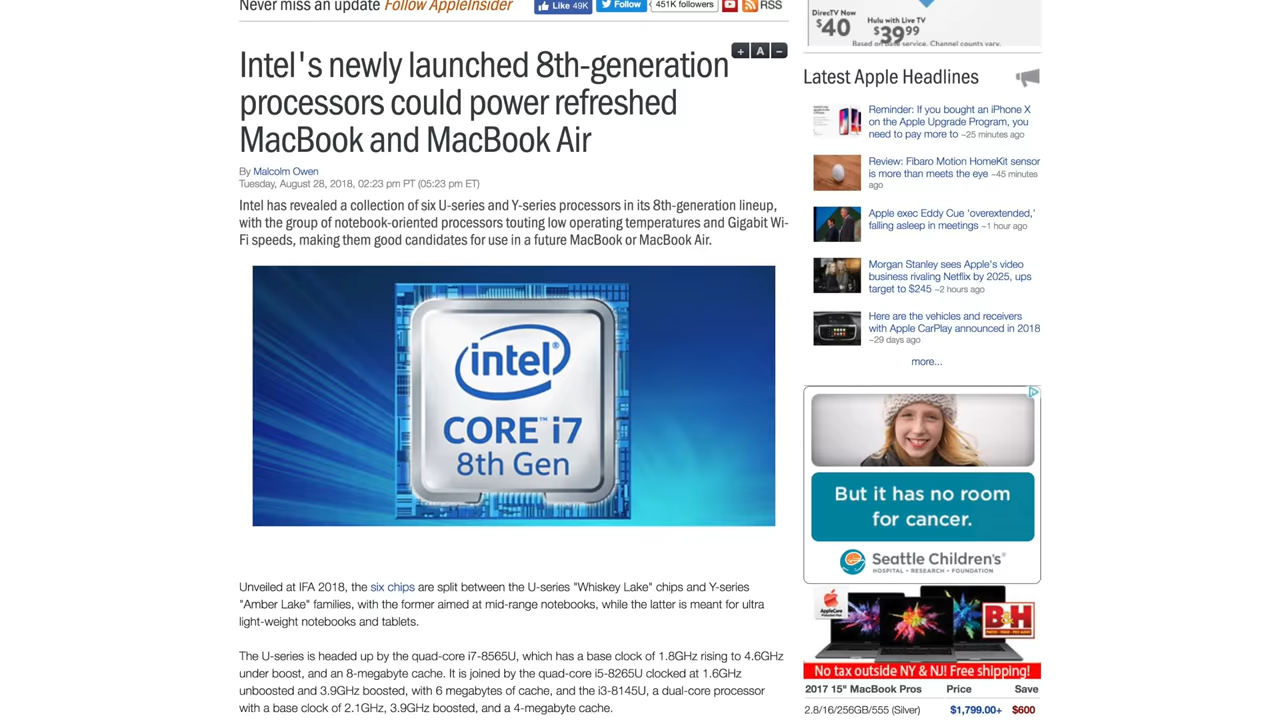 Never miss an update Follow AppleInsider
Like 49K
Follow
451K followers
RSS
Intel's newly launched 8th-generation
processors could power refreshed
MacBook and MacBook Air
+ A −
By Malcolm Owen
Tuesday, August 28, 2018, 02:23 pm PT (05:23 pm ET)
Intel has revealed a collection of six U-series and Y-series processors in its 8th-generation lineup,
with the group of notebook-oriented processors touting low operating temperatures and Gigabit Wi-
Fi speeds, making them good candidates for use in a future MacBook or MacBook Air.
intel®
CORE™ i7
8th Gen
Unveiled at IFA 2018, the six chips are split between the U-series "Whiskey Lake" chips and Y-series
"Amber Lake" families, with the former aimed at mid-range notebooks, while the latter is meant for ultra
light-weight notebooks and tablets.
The U-series is headed up by the quad-core i7-8565U, which has a base clock of 1.8GHz rising to 4.6GHz
under boost, and an 8-megabyte cache. It is joined by the quad-core i5-8265U clocked at 1.6GHz
unboosted and 3.9GHz boosted, with 6 megabytes of cache, and the i3-8145U, a dual-core processor
with a base clock of 2.1GHz, 3.9GHz boosted, and a 4-megabyte cache.
DirecTV Now
$40
Hulu with Live TV
$39.99
Based on base service. Channel counts vary.
Latest Apple Headlines
Reminder: If you bought an iPhone X
on the Apple Upgrade Program, you
need to pay more to ~25 minutes ago
Review: Fibaro Motion HomeKit sensor
is more than meets the eye ~45 minutes
ago
Apple exec Eddy Cue 'overextended,'
falling asleep in meetings ~1 hour ago
Morgan Stanley sees Apple's video
business rivaling Netflix by 2025, ups
target to $245 ~2 hours ago
Here are the vehicles and receivers
with Apple CarPlay announced in 2018
~29 days ago
more...
But it has no room
for cancer.
Seattle Children's®
HOSPITAL • RESEARCH • FOUNDATION
AppleCare
B&H
PHOTO • VIDEO • PRO AUDIO
No tax outside NY & NJ! Free shipping!
2017 15" MacBook Pros Price Save
2.8/16/256GB/555 (Silver) $1,799.00+ $600